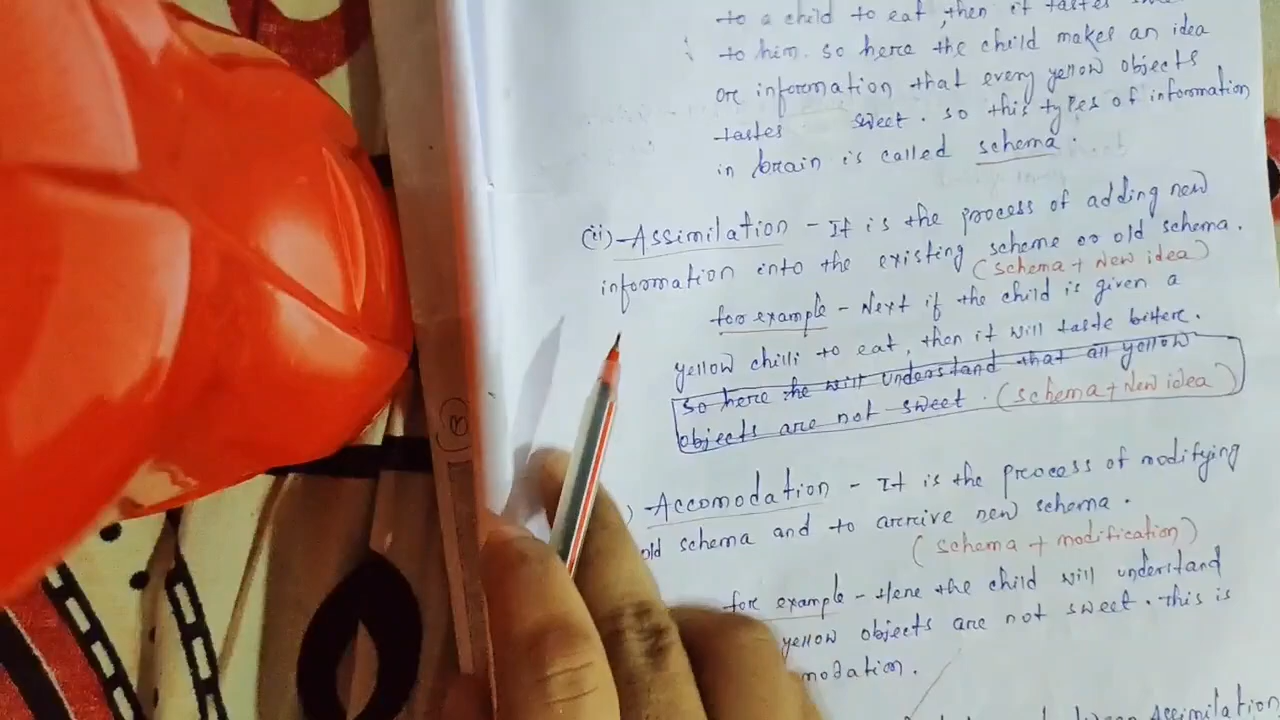 to a child to eat, then it tastes
to him. so here the child makes an idea
or information that every yellow objects
tastes sweet. so this types of information
in brain is called schema.
(ii) Assimilation - It is the process of adding new
information into the existing scheme or old schema.
(schema + New idea)
for example - Next if the child is given a
yellow chilli to eat, then it will taste bitere.
so here he will understand that all yellow
objects are not sweet. (schema + New idea)
) Accomodation - It is the process of modifying
old schema and to arrive new schema.
(schema + modification)
for example - Here the child will understand
yellow objects are not sweet. This is
modation.
Assimilation